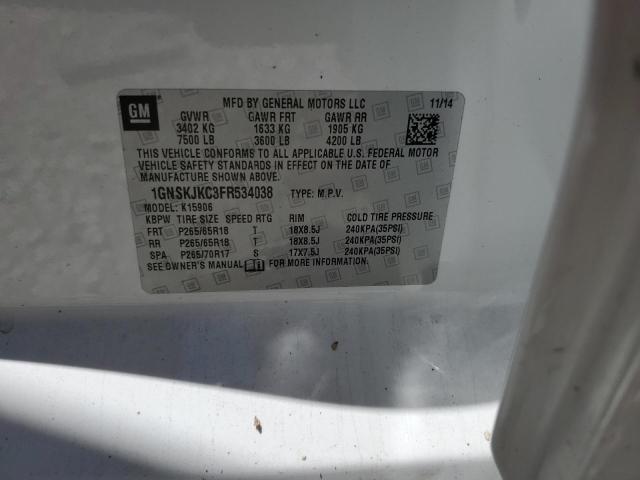 GM
MFD BY GENERAL MOTORS LLC 11/14
GVWR GAWR FRT GAWR RR
3402 KG 1633 KG 1905 KG
7500 LB 3600 LB 4200 LB
THIS VEHICLE CONFORMS TO ALL APPLICABLE U.S. FEDERAL MOTOR
VEHICLE SAFETY STANDARDS IN EFFECT ON THE DATE OF
MANUFACTURE SHOWN ABOVE.
1GNSKJKC3FR534038 TYPE: M.P.V.
MODEL: K15906
KBPW TIRE SIZE SPEED RTG RIM COLD TIRE PRESSURE
FRT P265/65R18 T 18X8.5J 240KPA(35PSI)
RR P265/65R18 T 18X8.5J 240KPA(35PSI)
SPA P265/70R17 S 17X7.5J 240KPA(35PSI)
SEE OWNER'S MANUAL FOR MORE INFORMATION.